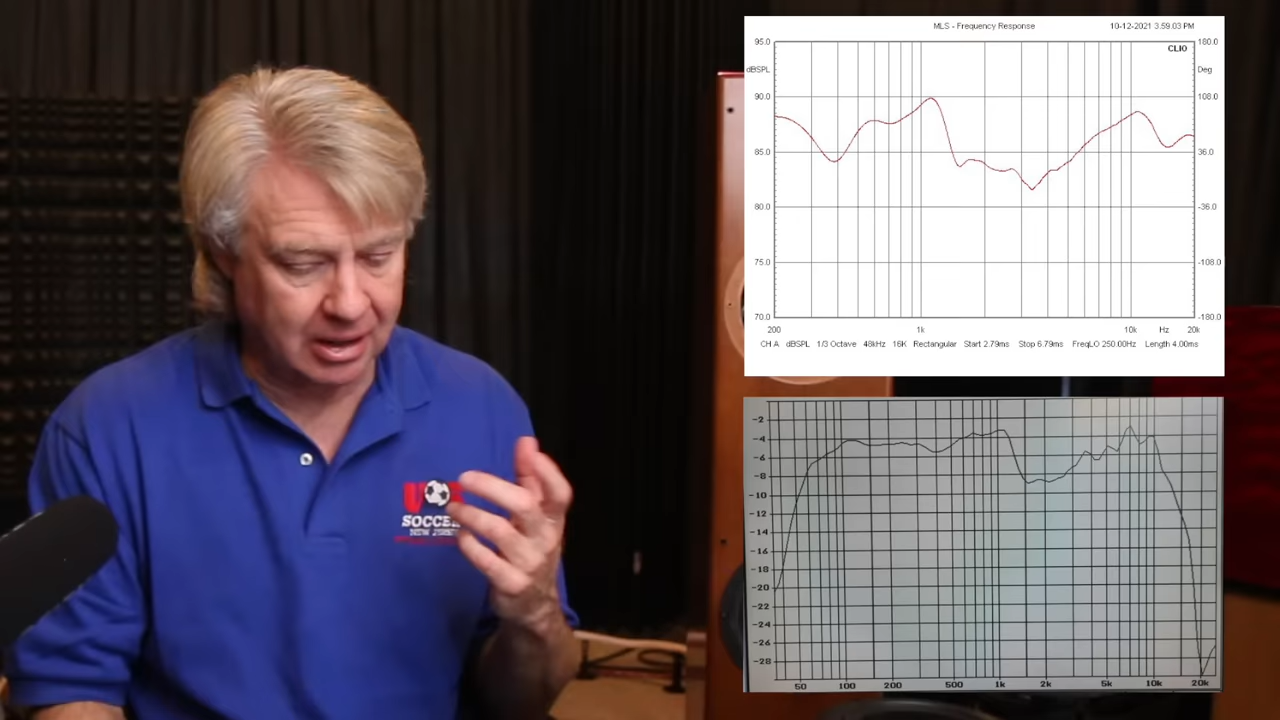 MLS - Frequency Response 10-12-2021 3.59.03 PM
95.0 180.0
CLIO
dBSPL Deg
90.0 108.0
85.0 36.0
80.0 -36.0
75.0 -108.0
70.0 -180.0
200 1k 10k Hz 20k
CH A dBSPL 1/3 Octave 48kHz 16K Rectangular Start 2.79ms Stop 6.79ms FreqLO 250.00Hz Length 4.00ms
-2
-4
-6
-8
-10
-12
-14
-16
-18
-20
-22
-24
-26
-28
50 100 200 500 1k 2k 5k 10k 20k
SOCCER
NEW JERSEY